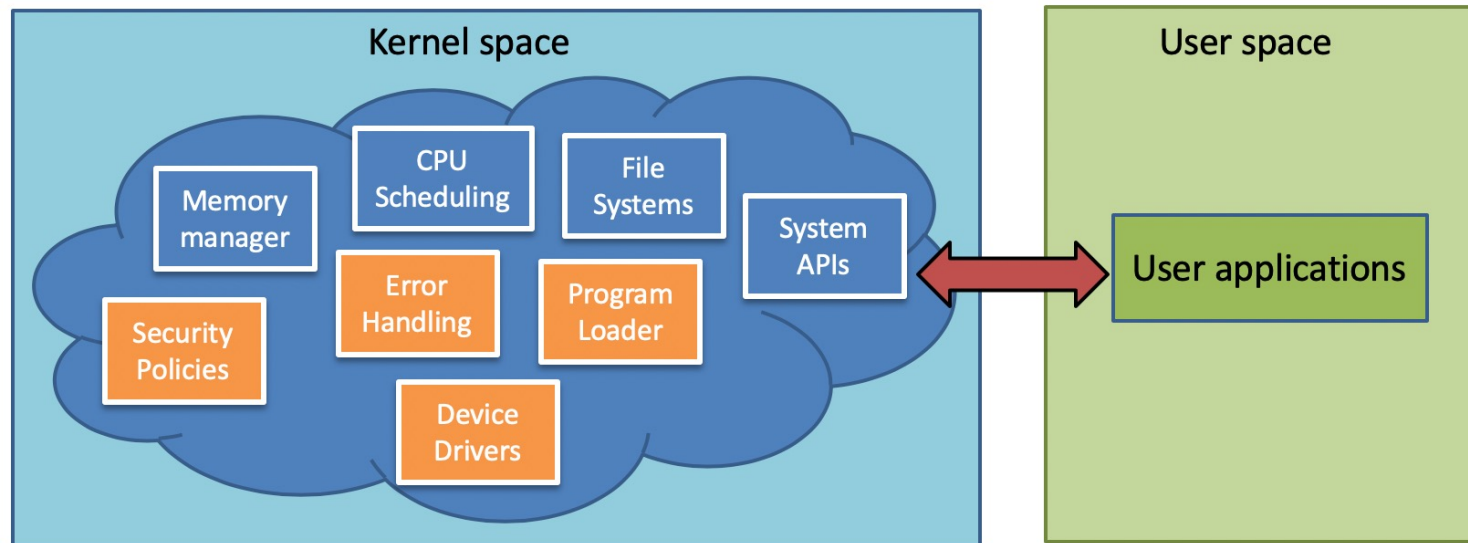 Kernel space
User space
CPU
Scheduling
File
Systems
Memory
manager
System
APIs
User applications
Error
Handling
Program
Loader
Security
Policies
Device
Drivers